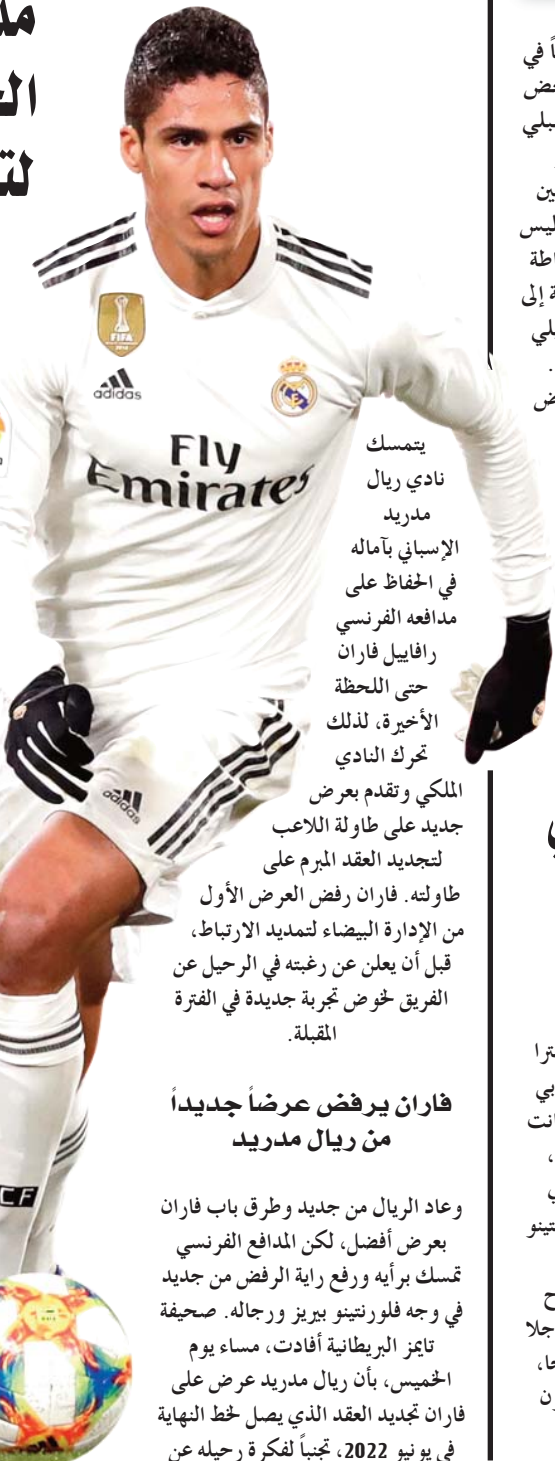 مد
ال
لت
FIFA
adidas
Fly
Emirates
adidas
CF
يتمسك
نادي ريال
مدريد
الإسباني بآماله
في الحفاظ على
مدافعه الفرنسي
رافاييل فاران
حتى اللحظة
الأخيرة، لذلك
تحرك النادي
الملكي وتقدم بعرض
جديد على طاولة اللاعب
لتجديد العقد المبرم على
طاولته. فاران رفض العرض الأول
من الإدارة البيضاء لتمديد الارتباط،
قبل أن يعلن عن رغبته في الرحيل عن
الفريق لخوض تجربة جديدة في الفترة
المقبلة.
فاران يرفض عرضاً جديداً
من ريال مدريد
وعاد الريال من جديد وطرق باب فاران
بعرض أفضل، لكن المدافع الفرنسي
تمسك برأيه ورفع راية الرفض من جديد
في وجه فلورنتينو بيريز ورجاله. صحيفة
تايمز البريطانية أفادت، مساء يوم
الخميس، بأن ريال مدريد عرض على
فاران تجديد العقد الذي يصل لخط النهاية
في يونيو 2022، تجنباً لفكرة رحيله عن